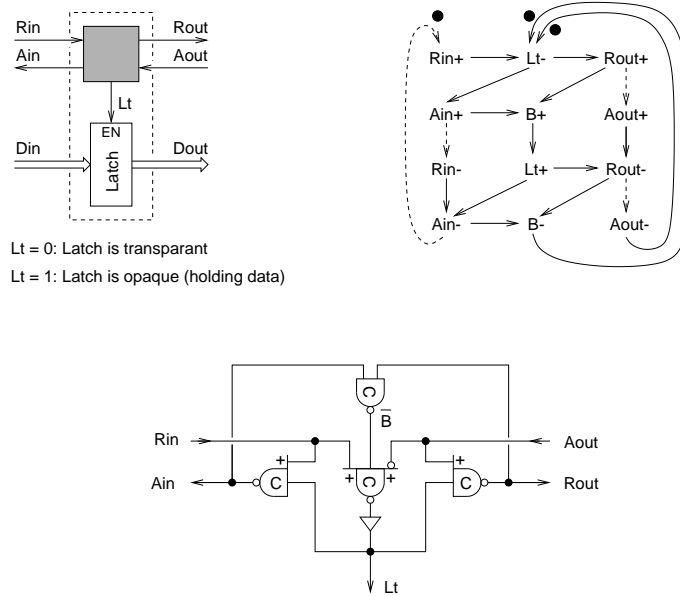 Rin
Rout
Ain
Aout
Lt
EN
Din
Dout
Latch
Lt = 0: Latch is transparant
Lt = 1: Latch is opaque (holding data)
Rin+
Lt-
Rout+
Ain+
B+
Aout+
Rin-
Lt+
Rout-
Ain-
B-
Aout-
C
B
Rin
Aout
+
+
+
+
Ain
C
C
C
Rout
Lt